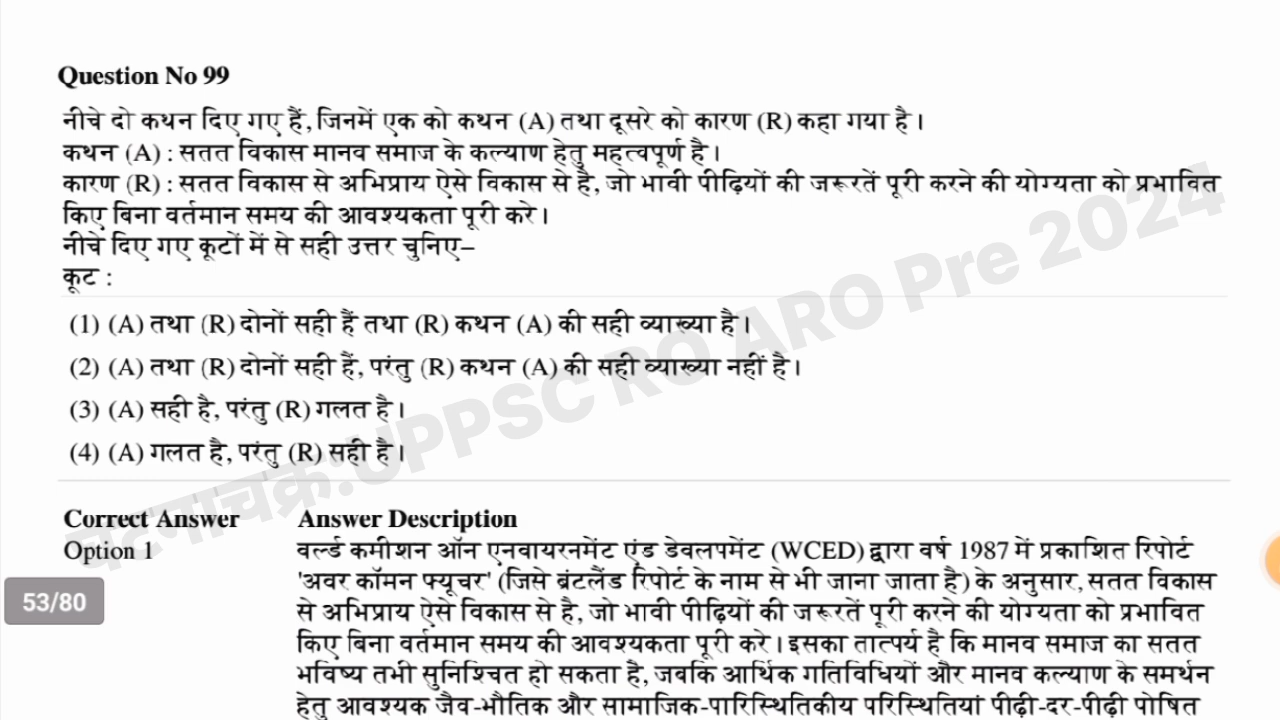 Question No 99
नीचे दो कथन दिए गए हैं, जिनमें एक को कथन (A) तथा दूसरे को कारण (R) कहा गया है।
कथन (A) : सतत विकास मानव समाज के कल्याण हेतु महत्वपूर्ण है।
कारण (R) : सतत विकास से अभिप्राय ऐसे विकास से है, जो भावी पीढ़ियों की जरूरतें पूरी करने की योग्यता को प्रभावित
किए बिना वर्तमान समय की आवश्यकता पूरी करे।
नीचे दिए गए कूटों में से सही उत्तर चुनिए–
कूट :
(1) (A) तथा (R) दोनों सही हैं तथा (R) कथन (A) की सही व्याख्या है।
(2) (A) तथा (R) दोनों सही हैं, परंतु (R) कथन (A) की सही व्याख्या नहीं है।
(3) (A) सही है, परंतु (R) गलत है।
(4) (A) गलत है, परंतु (R) सही है।
घटनाचक्र:UPPSC RO ARO Pre 2024
Correct Answer Answer Description
Option 1 वर्ल्ड कमीशन ऑन एनवायरनमेंट एंड डेवलपमेंट (WCED) द्वारा वर्ष 1987 में प्रकाशित रिपोर्ट
'अवर कॉमन फ्यूचर' (जिसे ब्रंटलैंड रिपोर्ट के नाम से भी जाना जाता है) के अनुसार, सतत विकास
53/80 से अभिप्राय ऐसे विकास से है, जो भावी पीढ़ियों की जरूरतें पूरी करने की योग्यता को प्रभावित
किए बिना वर्तमान समय की आवश्यकता पूरी करे। इसका तात्पर्य है कि मानव समाज का सतत
भविष्य तभी सुनिश्चित हो सकता है, जबकि आर्थिक गतिविधियों और मानव कल्याण के समर्थन
हेतु आवश्यक जैव-भौतिक और सामाजिक-पारिस्थितिकीय परिस्थितियां पीढ़ी-दर-पीढ़ी पोषित